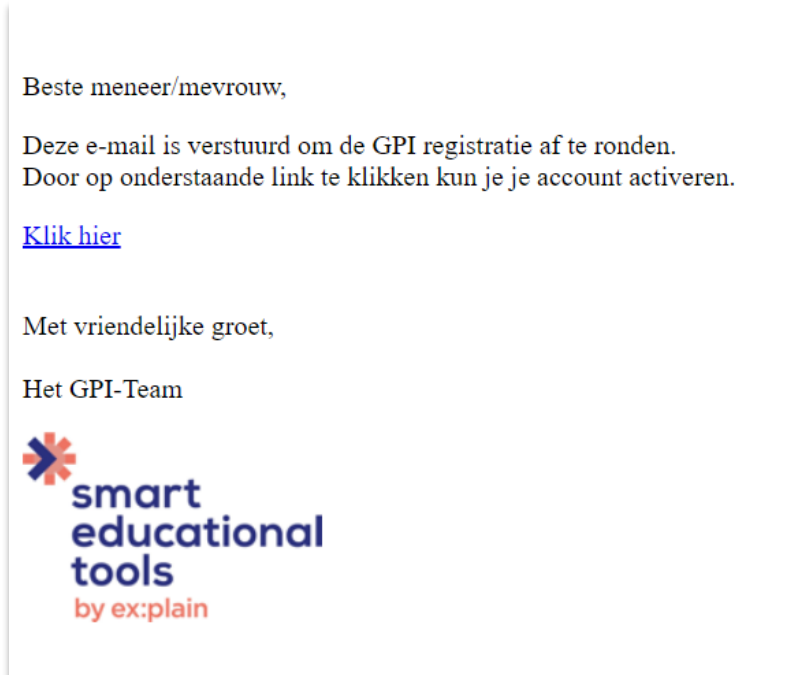 Beste meneer/mevrouw,
Deze e-mail is verstuurd om de GPI registratie af te ronden.
Door op onderstaande link te klikken kun je je account activeren.
Klik hier
Met vriendelijke groet,
Het GPI-Team
smart
educational
tools
by ex:plain